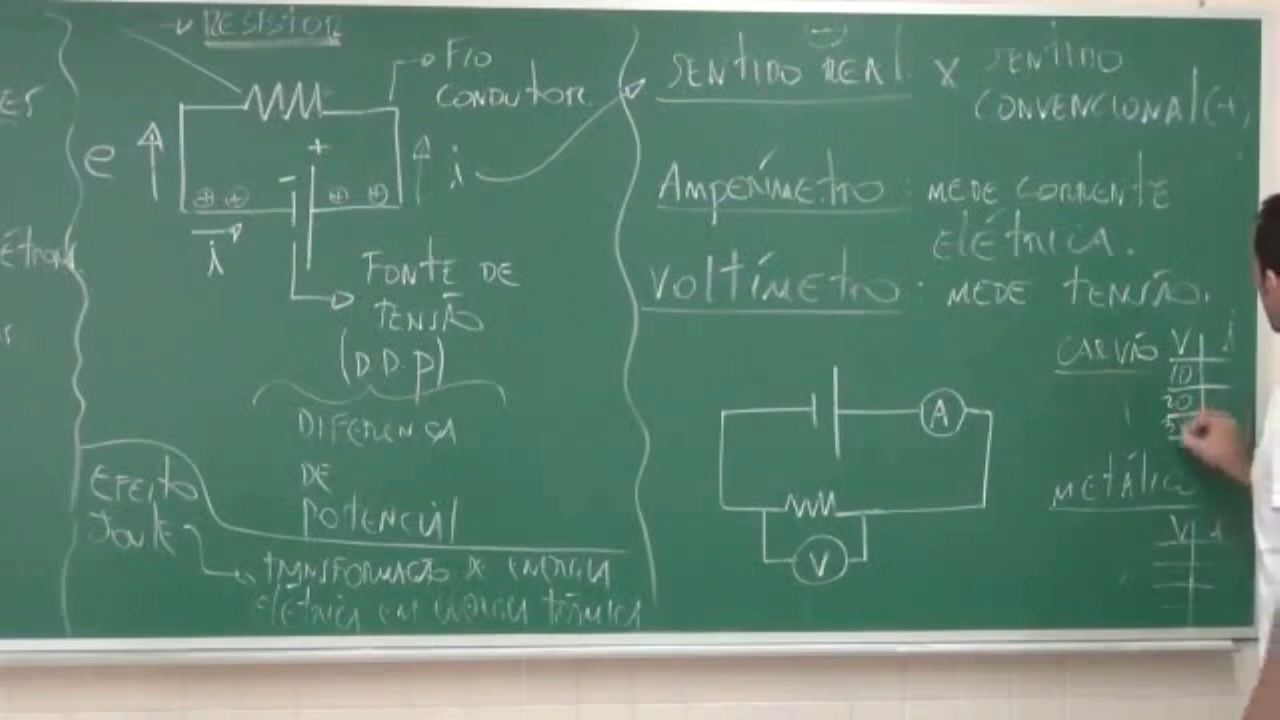 ES
RESISTOR
FIO
CONDUTOR
e
i
+
-
⊕ ⊕
⊕ ⊕
i
FONTE DE
TENSÃO
(D.D.P)
DIFERENÇA
DE
POTENCIAL
EFEITO
Joule
TRANSFORMAÇÃO DE ENERGIA
ELÉTRICA EM ENERGIA TÉRMICA
(-)
SENTIDO REAL X SENTIDO
CONVENCIONAL (+)
AMPERÍMETRO: MEDE CORRENTE
ELÉTRICA.
VOLTÍMETRO: MEDE TENSÃO.
CARVÃO V i
10
20
A
V
METÁLICO
V i